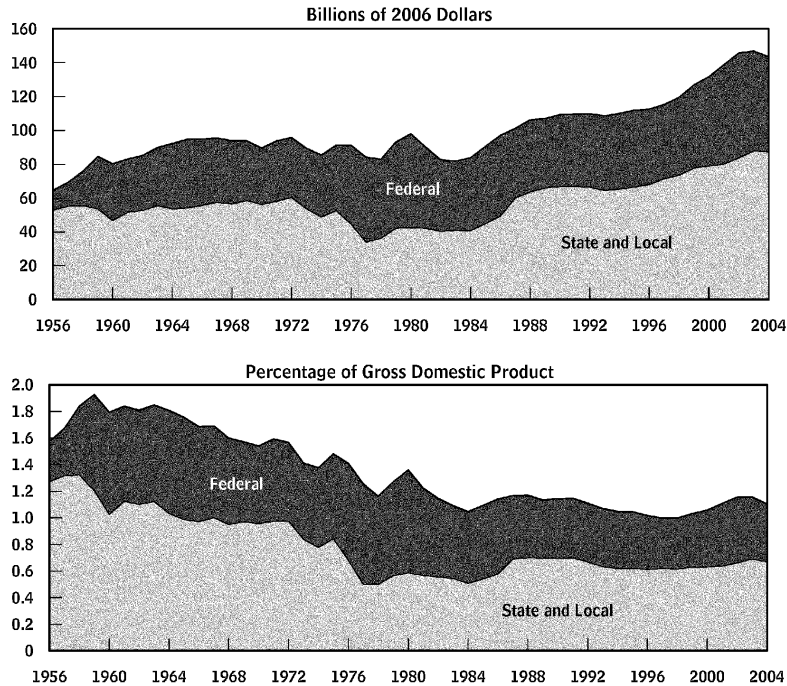 Billions of 2006 Dollars
160
140
120
100
80
60
40
20
0
Federal
State and Local
1956 1960 1964 1968 1972 1976 1980 1984 1988 1992 1996 2000 2004
Percentage of Gross Domestic Product
2.0
1.8
1.6
1.4
1.2
1.0
0.8
0.6
0.4
0.2
0
Federal
State and Local
1956 1960 1964 1968 1972 1976 1980 1984 1988 1992 1996 2000 2004